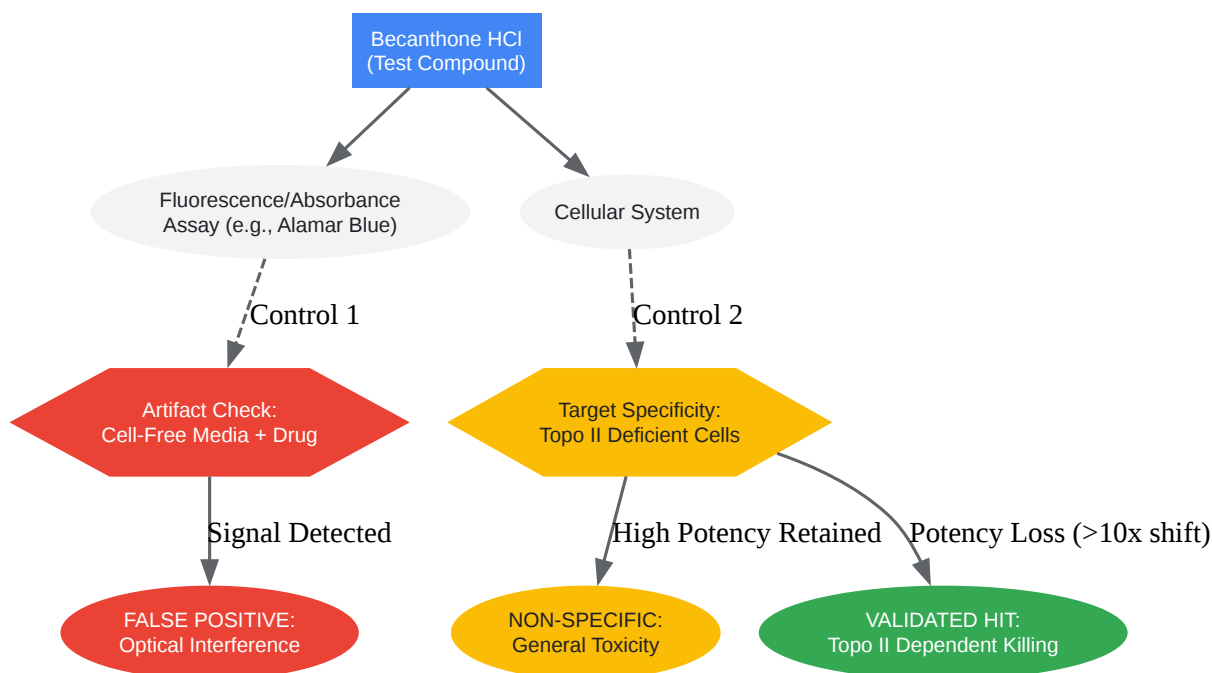 Becanthone HCl
(Test Compound)
Fluorescence/Absorbance
Assay (e.g., Alamar Blue)
Cellular System
Control 1
Control 2
Artifact Check:
Cell-Free Media + Drug
Target Specificity:
Topo II Deficient Cells
Signal Detected
High Potency Retained
Potency Loss (>10x shift)
FALSE POSITIVE:
Optical Interference
NON-SPECIFIC:
General Toxicity
VALIDATED HIT:
Topo II Dependent Killing